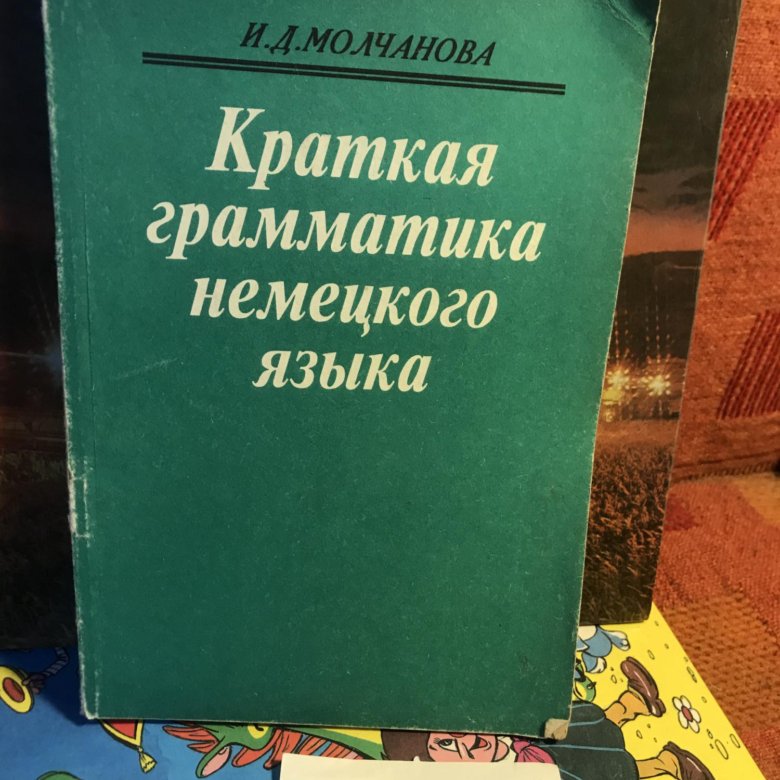 И.Д.МОЛЧАНОВА
Краткая
грамматика
немецкого
языка